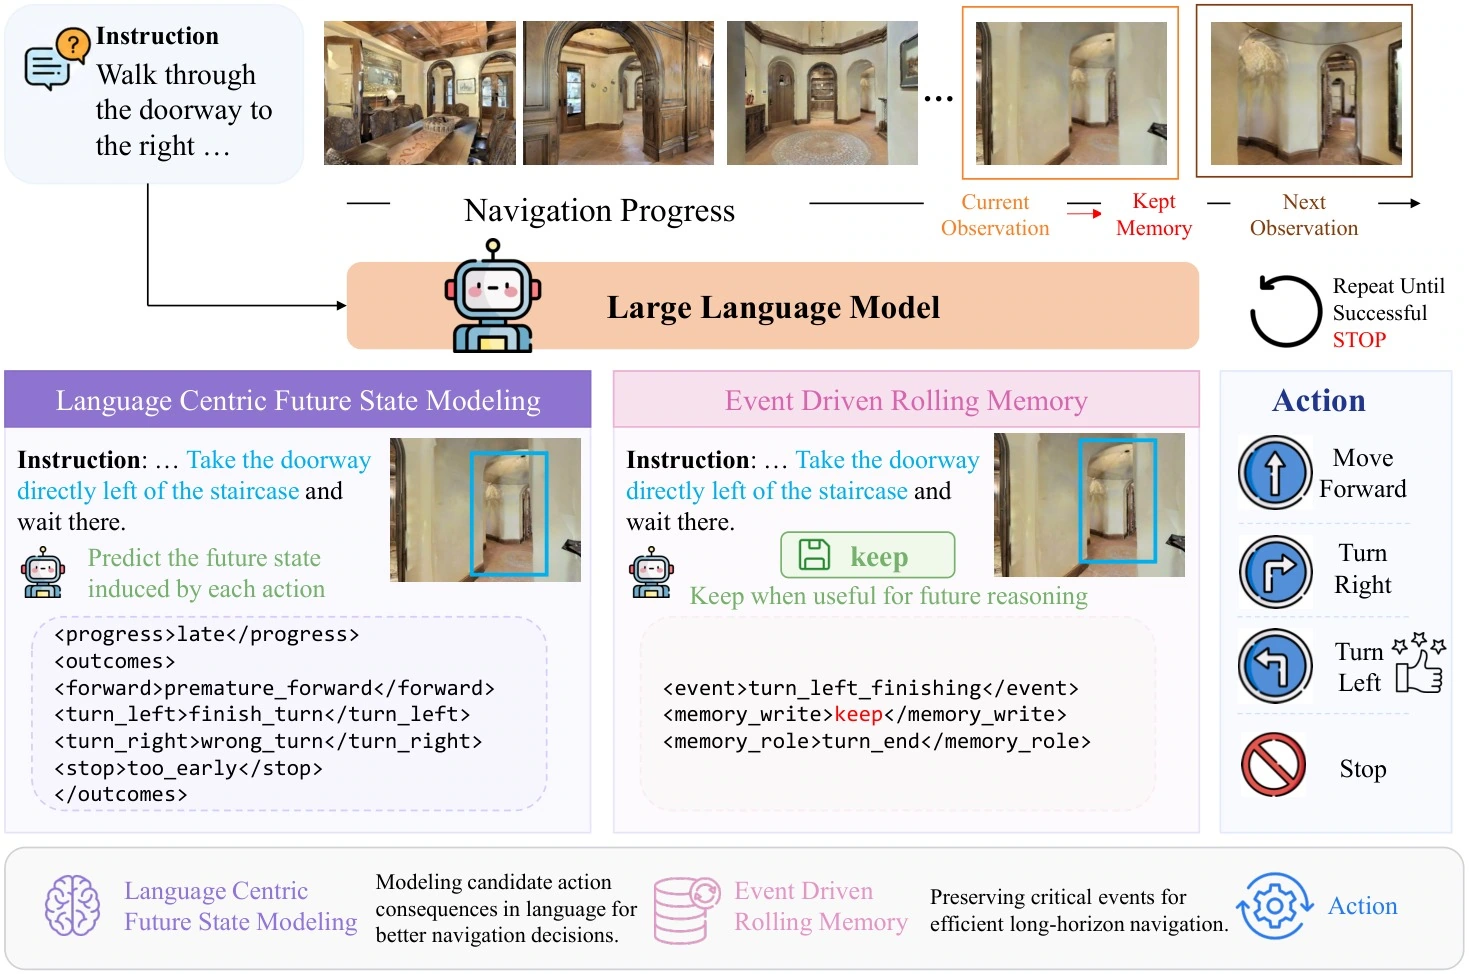 Instruction
Walk through
the doorway to
the right …
...
Navigation Progress
Current
Observation
Kept
Memory
Next
Observation
Large Language Model
Repeat Until
Successful
STOP
Language Centric Future State Modeling
Instruction: … Take the doorway
directly left of the staircase and
wait there.
Predict the future state
induced by each action
<progress>late</progress>
<outcomes>
<forward>premature_forward</forward>
<turn_left>finish_turn</turn_left>
<turn_right>wrong_turn</turn_right>
<stop>too_early</stop>
</outcomes>
Event Driven Rolling Memory
Instruction: … Take the doorway
directly left of the staircase and
wait there.
keep
Keep when useful for future reasoning
<event>turn_left_finishing</event>
<memory_write>keep</memory_write>
<memory_role>turn_end</memory_role>
Action
Move
Forward
Turn
Right
Turn
Left
Stop
Language Centric
Future State Modeling
Modeling candidate action
consequences in language for
better navigation decisions.
Event Driven
Rolling Memory
Preserving critical events for
efficient long-horizon navigation.
Action